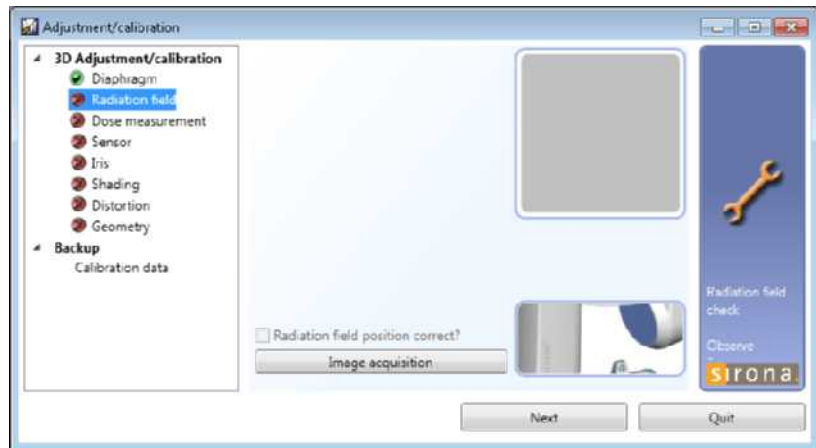 Adjustment/calibration
3D Adjustment/calibration
Diaphragm
Radiation field
Dose measurement
Sensor
Iris
Shading
Distortion
Geometry
Backup
Calibration data
Radiation field position correct?
Image acquisition
Radiation field
check
Observe
sirona.
Next
Quit